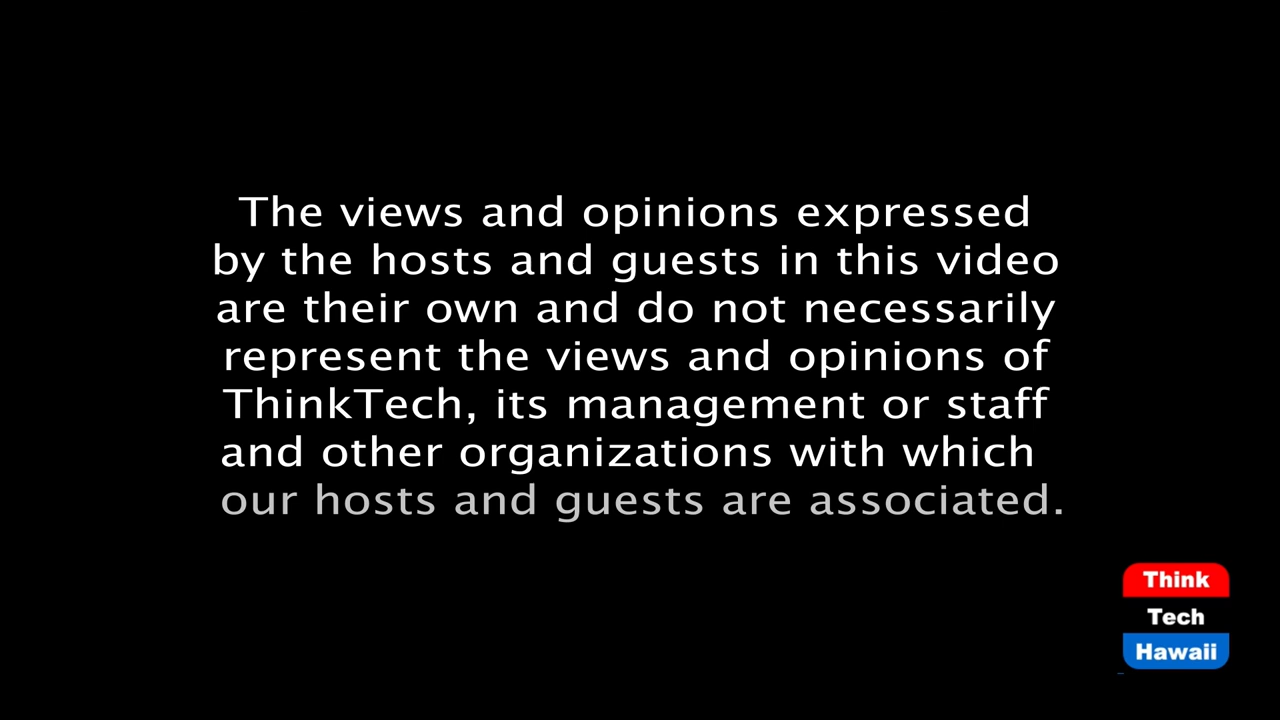 The views and opinions expressed
by the hosts and guests in this video
are their own and do not necessarily
represent the views and opinions of
ThinkTech, its management or staff
and other organizations with which
our hosts and guests are associated.
Think
Tech
Hawaii